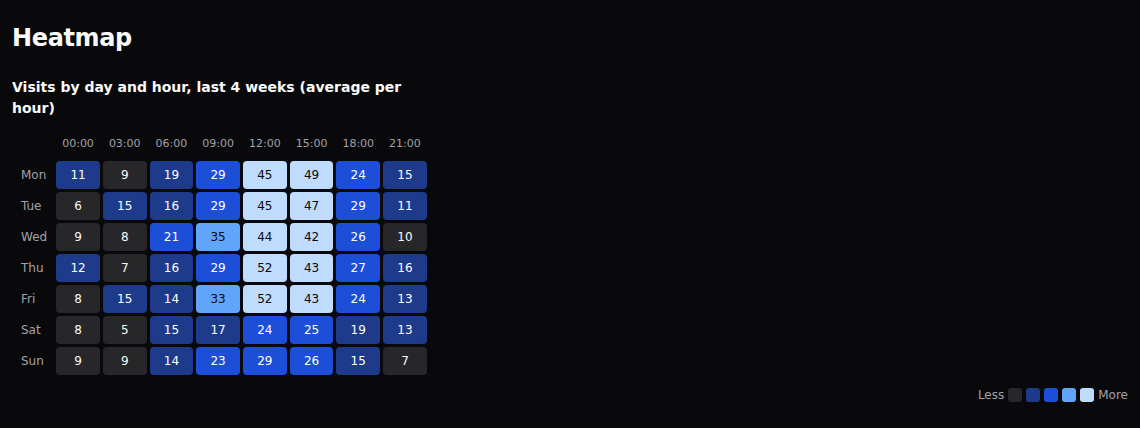 Heatmap
Visits by day and hour, last 4 weeks (average per
hour)
00:00 03:00 06:00 09:00 12:00 15:00 18:00 21:00
Mon 11 9 19 29 45 49 24 15
Tue 6 15 16 29 45 47 29 11
Wed 9 8 21 35 44 42 26 10
Thu 12 7 16 29 52 43 27 16
Fri 8 15 14 33 52 43 24 13
Sat 8 5 15 17 24 25 19 13
Sun 9 9 14 23 29 26 15 7
Less More